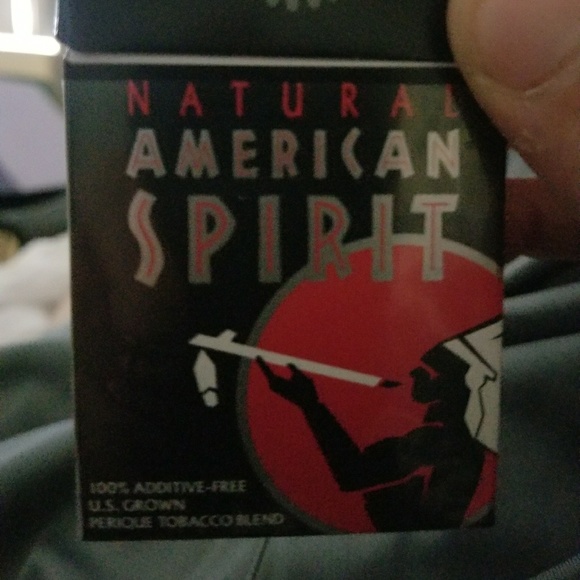 NATURAL
AMERICAN
SPIRIT
100% ADDITIVE-FREE
U.S. GROWN
PERIQUE TOBACCO BLEND